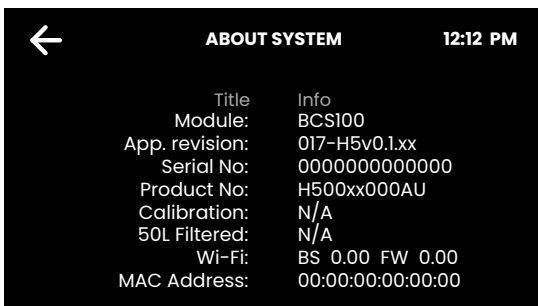 ABOUT SYSTEM 12:12 PM
Title Info
Module: BCS100
App. revision: 017-H5v0.1.xx
Serial No: 0000000000000
Product No: H500xx000AU
Calibration: N/A
50L Filtered: N/A
Wi-Fi: BS 0.00 FW 0.00
MAC Address: 00:00:00:00:00:00